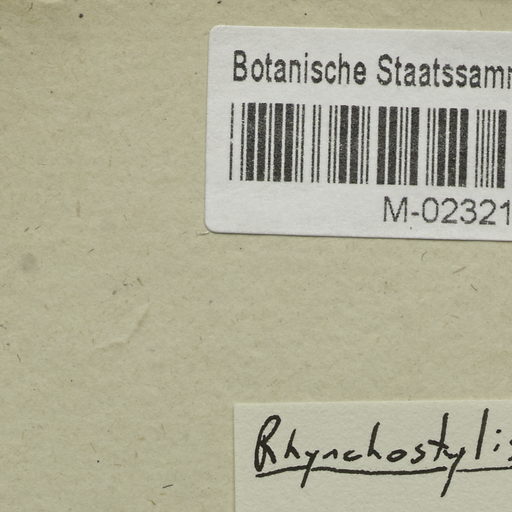 Botanische Staatssamm
M-02321
Rhynchostylis